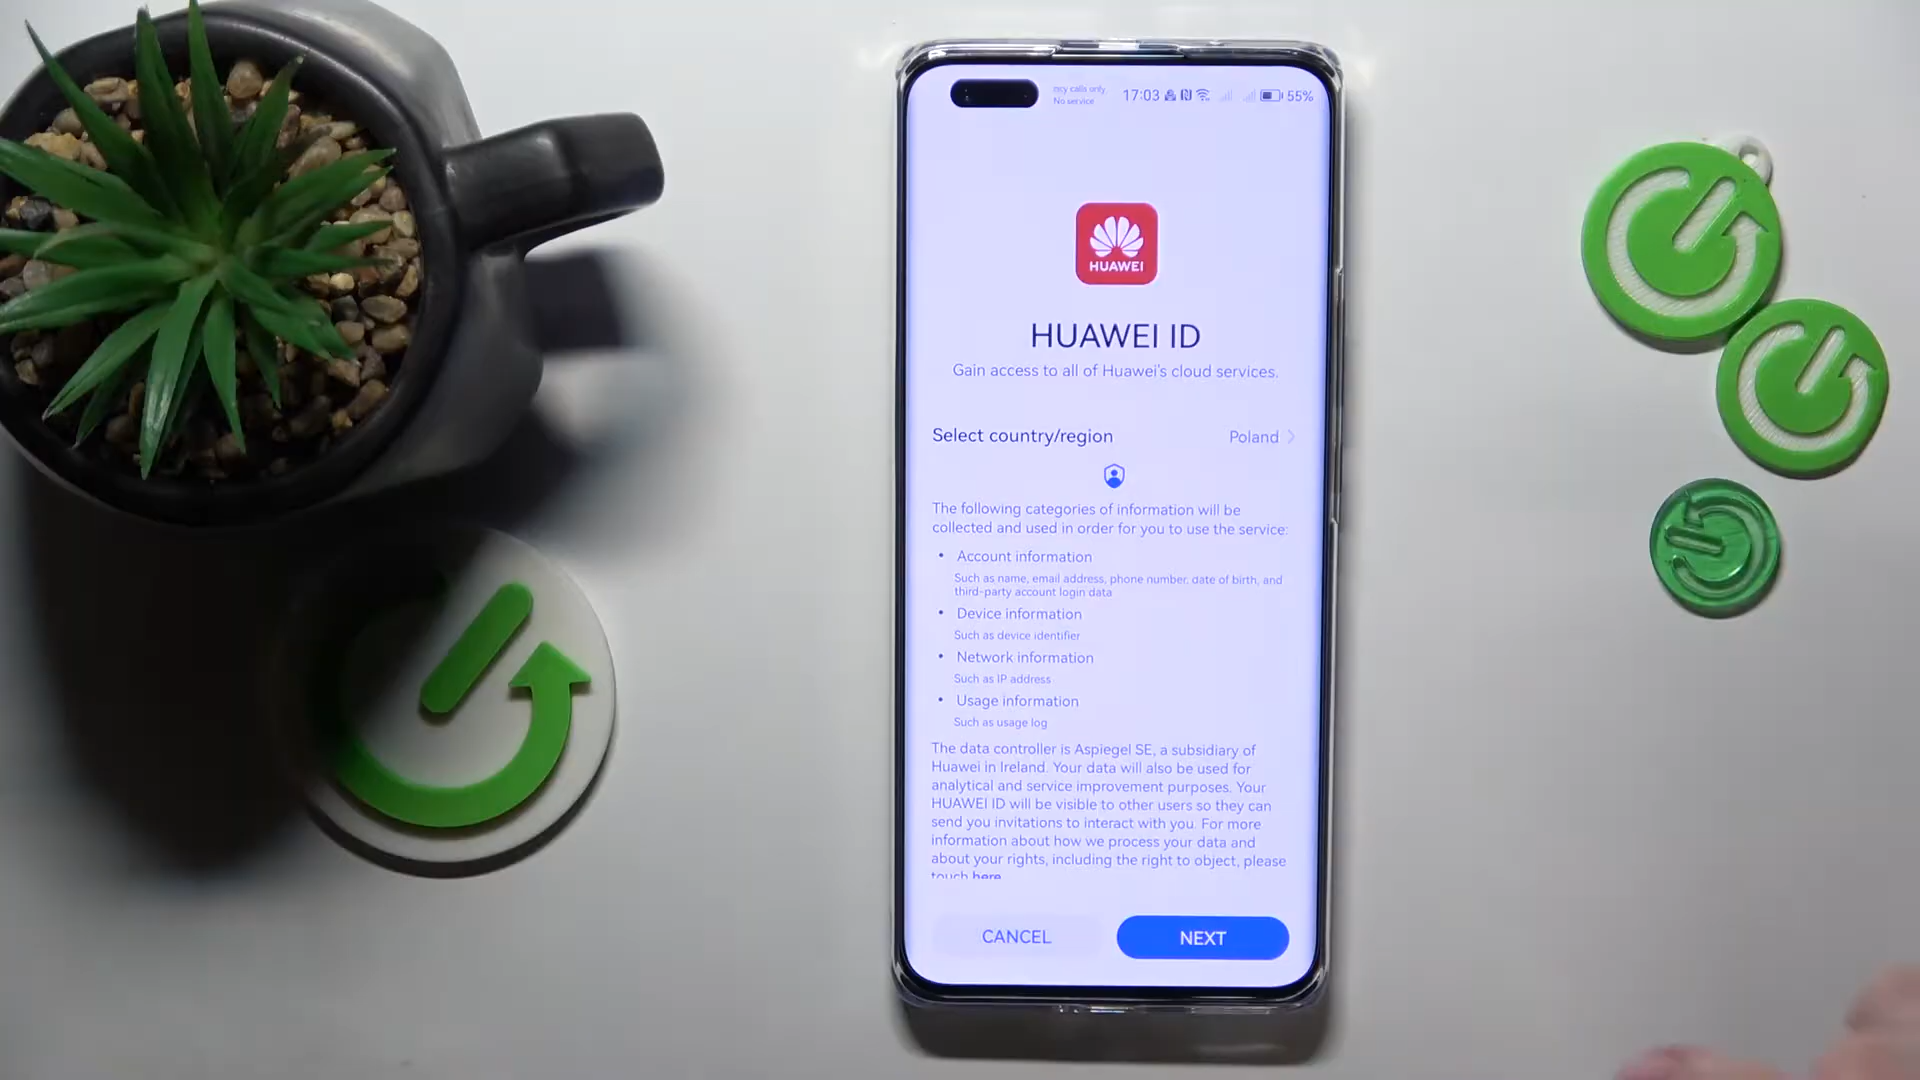 ncy calls only
No service
17:03
55%
HUAWEI
HUAWEI ID
Gain access to all of Huawei's cloud services.
Select country/region
Poland
The following categories of information will be
collected and used in order for you to use the service:
• Account information
Such as name, email address, phone number, date of birth, and
third-party account login data
• Device information
Such as device identifier
• Network information
Such as IP address
• Usage information
Such as usage log
The data controller is Aspiegel SE, a subsidiary of
Huawei in Ireland. Your data will also be used for
analytical and service improvement purposes. Your
HUAWEI ID will be visible to other users so they can
send you invitations to interact with you. For more
information about how we process your data and
about your rights, including the right to object, please
touch here
CANCEL
NEXT